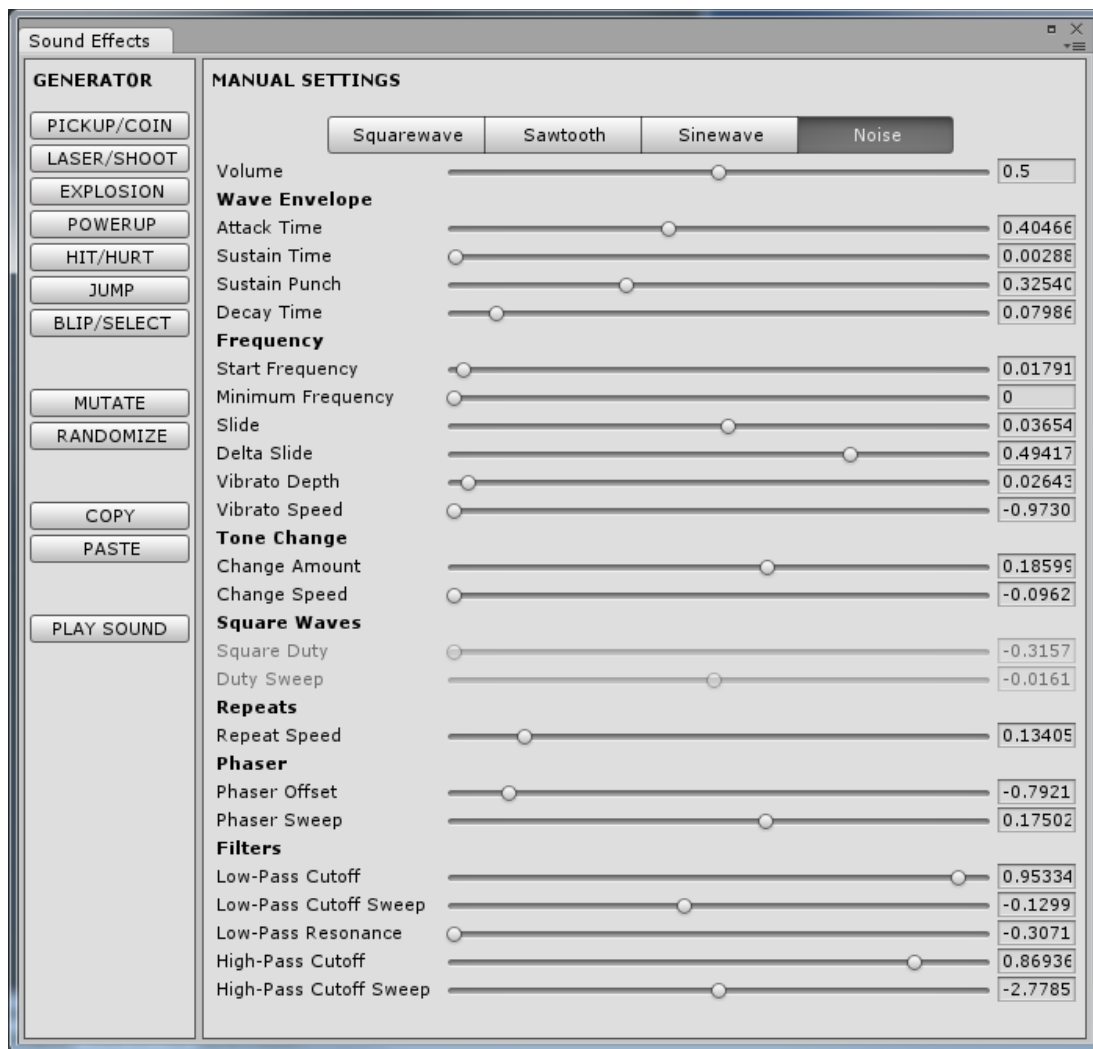 Sound Effects
GENERATOR
PICKUP/COIN
LASER/SHOOT
EXPLOSION
POWERUP
HIT/HURT
JUMP
BLIP/SELECT
MUTATE
RANDOMIZE
COPY
PASTE
PLAY SOUND
MANUAL SETTINGS
Squarewave Sawtooth Sinewave Noise
Volume 0.5
Wave Envelope
Attack Time 0.40466
Sustain Time 0.00288
Sustain Punch 0.32540
Decay Time 0.07986
Frequency
Start Frequency 0.01791
Minimum Frequency 0
Slide 0.03654
Delta Slide 0.49417
Vibrato Depth 0.02643
Vibrato Speed -0.9730
Tone Change
Change Amount 0.18599
Change Speed -0.0962
Square Waves
Square Duty -0.3157
Duty Sweep -0.0161
Repeats
Repeat Speed 0.13405
Phaser
Phaser Offset -0.7921
Phaser Sweep 0.17502
Filters
Low-Pass Cutoff 0.95334
Low-Pass Cutoff Sweep -0.1299
Low-Pass Resonance -0.3071
High-Pass Cutoff 0.86936
High-Pass Cutoff Sweep -2.7785